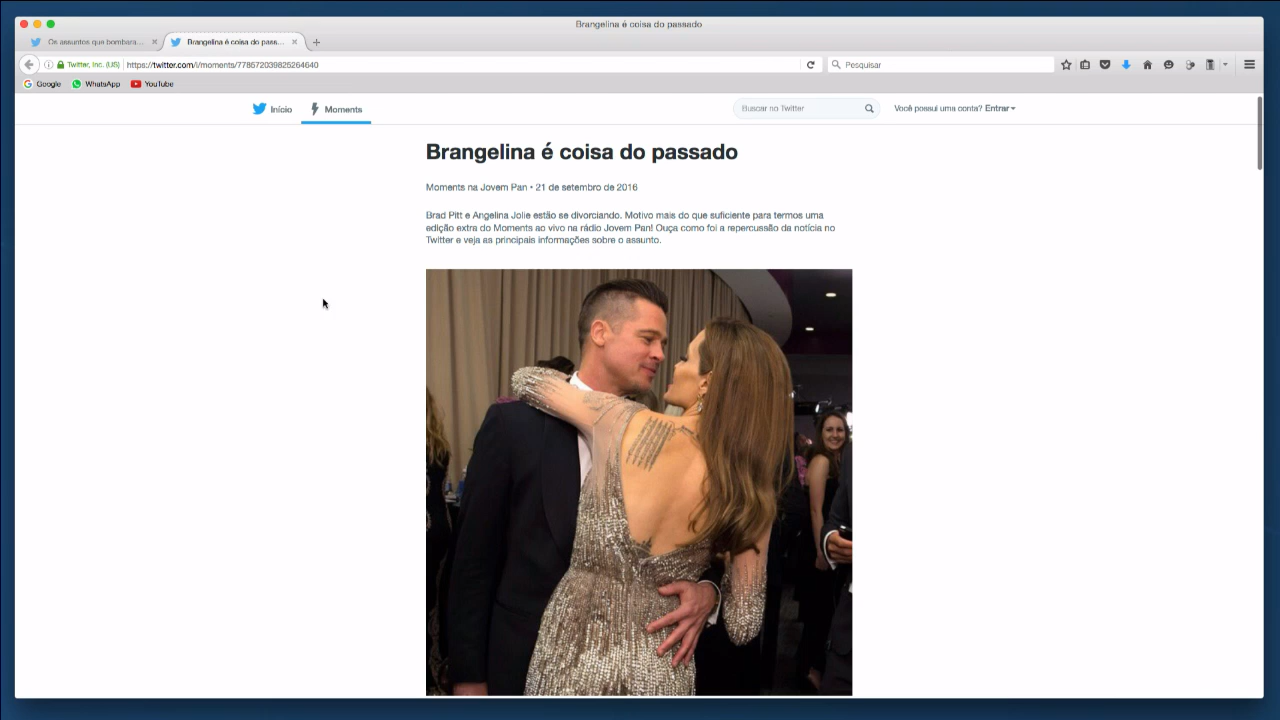 Brangelina é coisa do passado
Os assuntos que bombara...
Brangelina é coisa do pass...
Twitter, Inc. (US)
https://twitter.com/i/moments/778572039825264640
Pesquisar
Google
WhatsApp
YouTube
Início
Moments
Buscar no Twitter
Você possui uma conta? Entrar
Brangelina é coisa do passado
Moments na Jovem Pan • 21 de setembro de 2016
Brad Pitt e Angelina Jolie estão se divorciando. Motivo mais do que suficiente para termos uma
edição extra do Moments ao vivo na rádio Jovem Pan! Ouça como foi a repercussão da notícia no
Twitter e veja as principais informações sobre o assunto.